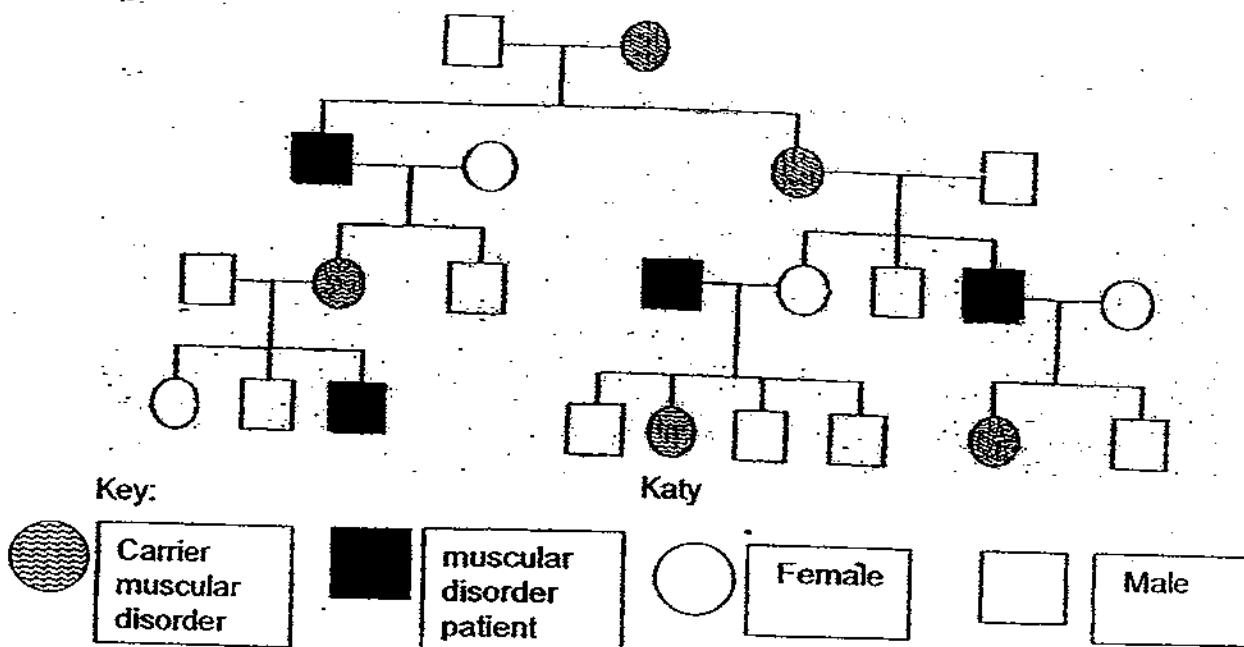 Key:
Katy
Carrier
muscular
disorder
muscular
disorder
patient
Female
Male